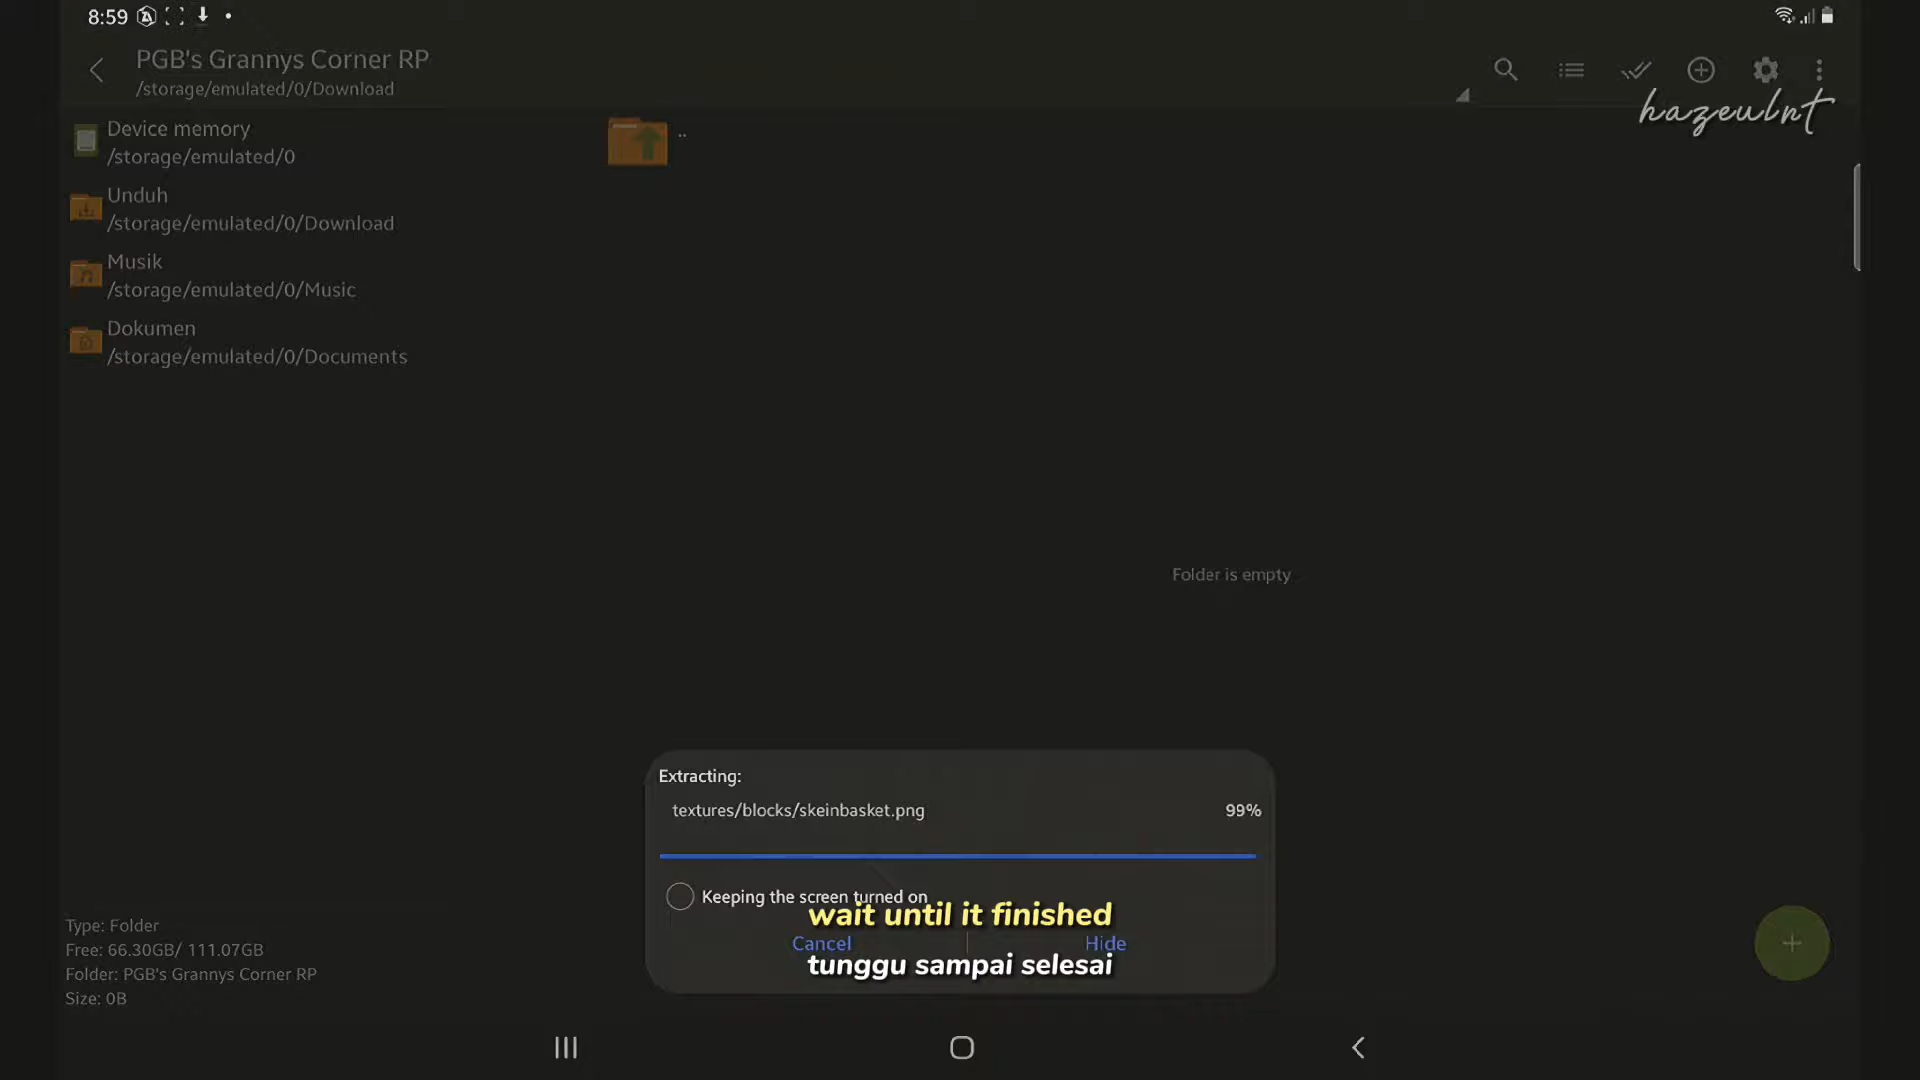 8:59
PGB's Grannys Corner RP
/storage/emulated/0/Download
hazeulnt
Device memory
/storage/emulated/0
..
Unduh
/storage/emulated/0/Download
Musik
/storage/emulated/0/Music
Dokumen
/storage/emulated/0/Documents
Folder is empty
Extracting:
textures/blocks/skeinbasket.png 99%
Keeping the screen turned on
wait until it finished
Cancel Hide
tunggu sampai selesai
Type: Folder
Free: 66.30GB/ 111.07GB
Folder: PGB's Grannys Corner RP
Size: 0B